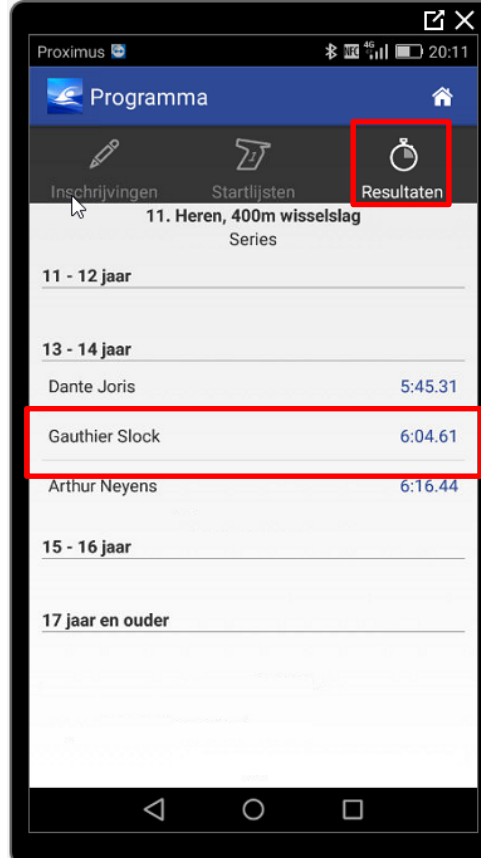 Proximus NFC 4G 20:11
Programma
Inschrijvingen Startlijsten Resultaten
11. Heren, 400m wisselslag
Series
11 - 12 jaar
13 - 14 jaar
Dante Joris 5:45.31
Gauthier Slock 6:04.61
Arthur Neyens 6:16.44
15 - 16 jaar
17 jaar en ouder